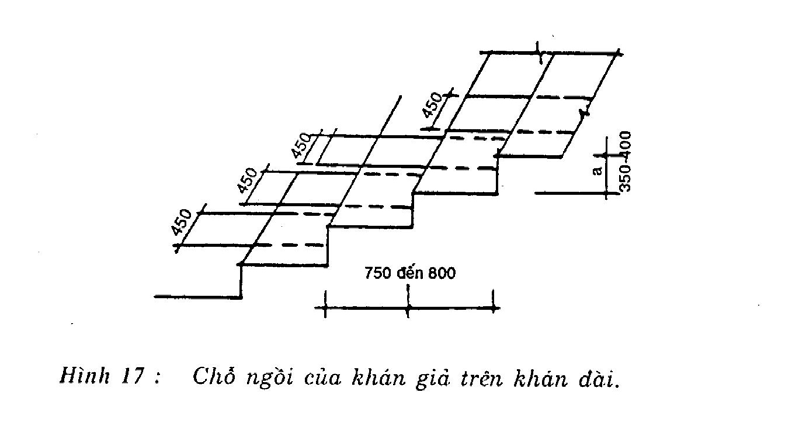 450
450
450
450
a
350-400
750 đến 800
Hình 17 : Chỗ ngồi của khán giả trên khán đài.